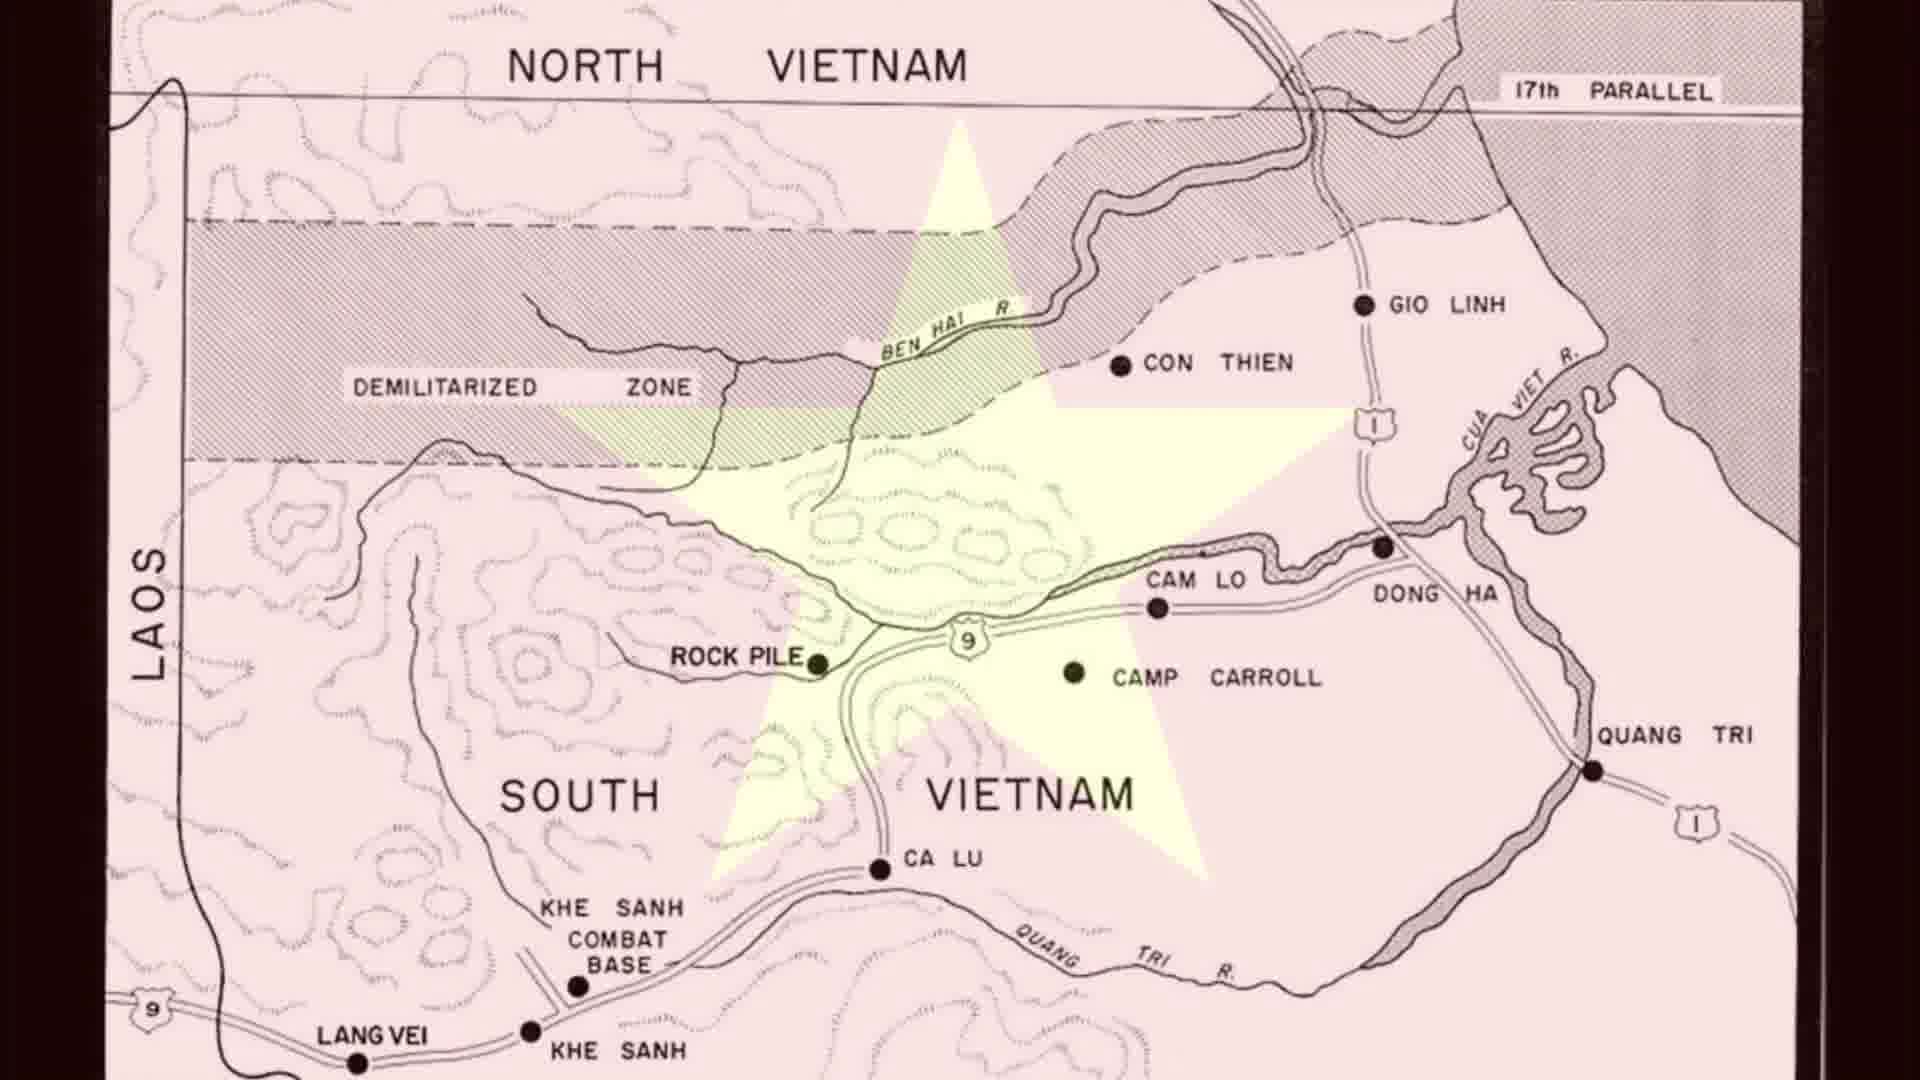 NORTH VIETNAM
17th PARALLEL
GIO LINH
BEN HAI R.
CON THIEN
DEMILITARIZED ZONE
CUA VIET R.
1
LAOS
CAM LO
DONG HA
9
ROCK PILE
CAMP CARROLL
QUANG TRI
SOUTH VIETNAM
1
CA LU
KHE SANH
COMBAT
BASE
QUANG TRI R.
9
LANG VEI
KHE SANH